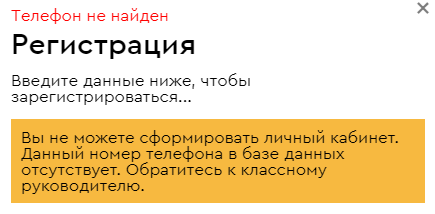 Телефон не найден
Регистрация
Введите данные ниже, чтобы
зарегистрироваться...
Вы не можете сформировать личный кабинет.
Данный номер телефона в базе данных
отсутствует. Обратитесь к классному
руководителю.